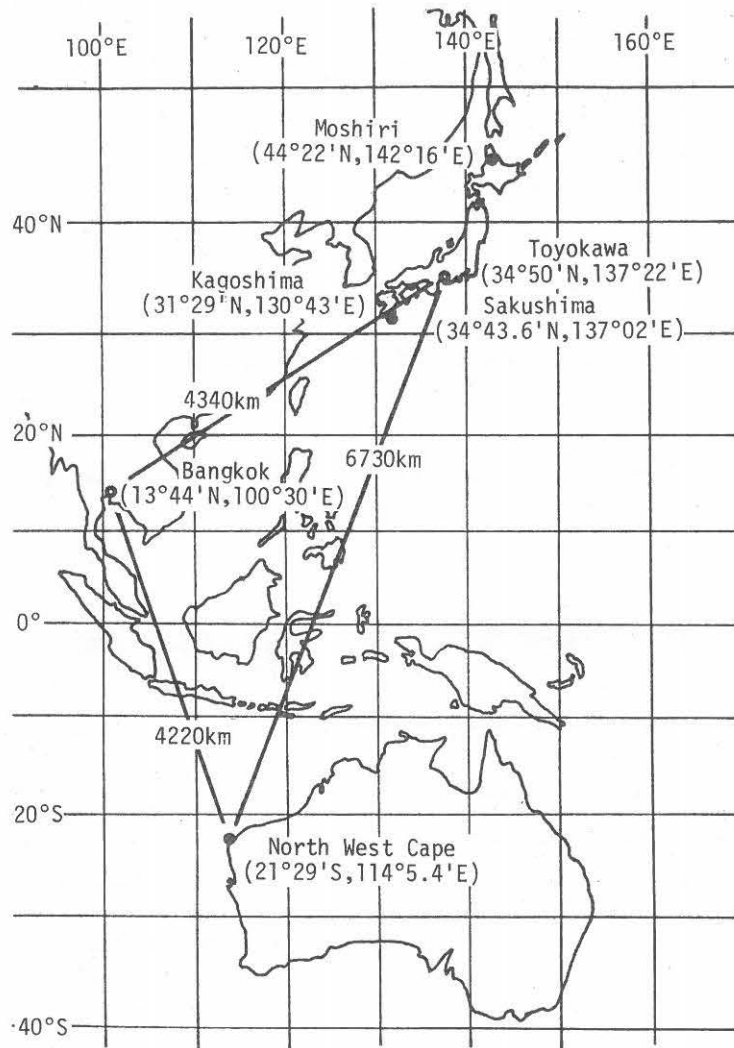 100°E 120°E 140°E 160°E
Moshiri
(44°22'N,142°16'E)
40°N
Toyokawa
(34°50'N,137°22'E)
Kagoshima
(31°29'N,130°43'E)
Sakushima
(34°43.6'N,137°02'E)
4340km
20°N
6730km
Bangkok
(13°44'N,100°30'E)
0°
4220km
20°S
North West Cape
(21°29'S,114°5.4'E)
40°S